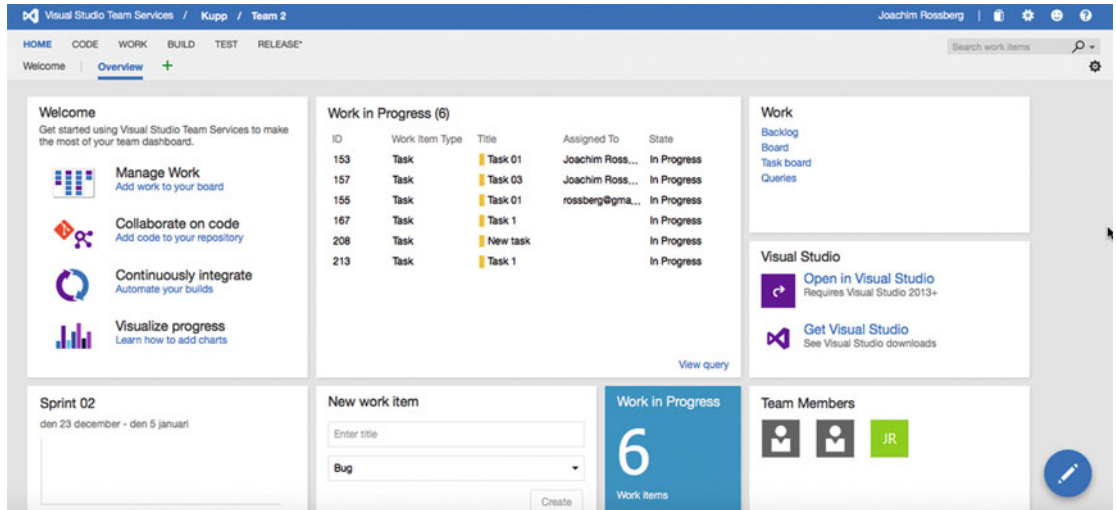 Visual Studio Team Services / Kupp / Team 2
Joachim Rossberg |
HOME CODE WORK BUILD TEST RELEASE*
Search work items
Welcome | Overview +
Welcome
Get started using Visual Studio Team Services to make
the most of your team dashboard.
Manage Work
Add work to your board
Collaborate on code
Add code to your repository
Continuously integrate
Automate your builds
Visualize progress
Learn how to add charts
Work in Progress (6)
ID Work Item Type Title Assigned To State
153 Task Task 01 Joachim Ross... In Progress
157 Task Task 03 Joachim Ross... In Progress
155 Task Task 01 rossberg@gma... In Progress
167 Task Task 1 In Progress
208 Task New task In Progress
213 Task Task 1 In Progress
View query
Work
Backlog
Board
Task board
Queries
Visual Studio
Open in Visual Studio
Requires Visual Studio 2013+
Get Visual Studio
See Visual Studio downloads
Sprint 02
den 23 december - den 5 januari
New work item
Enter title
Bug
Create
Work in Progress
6
Work items
Team Members
JR